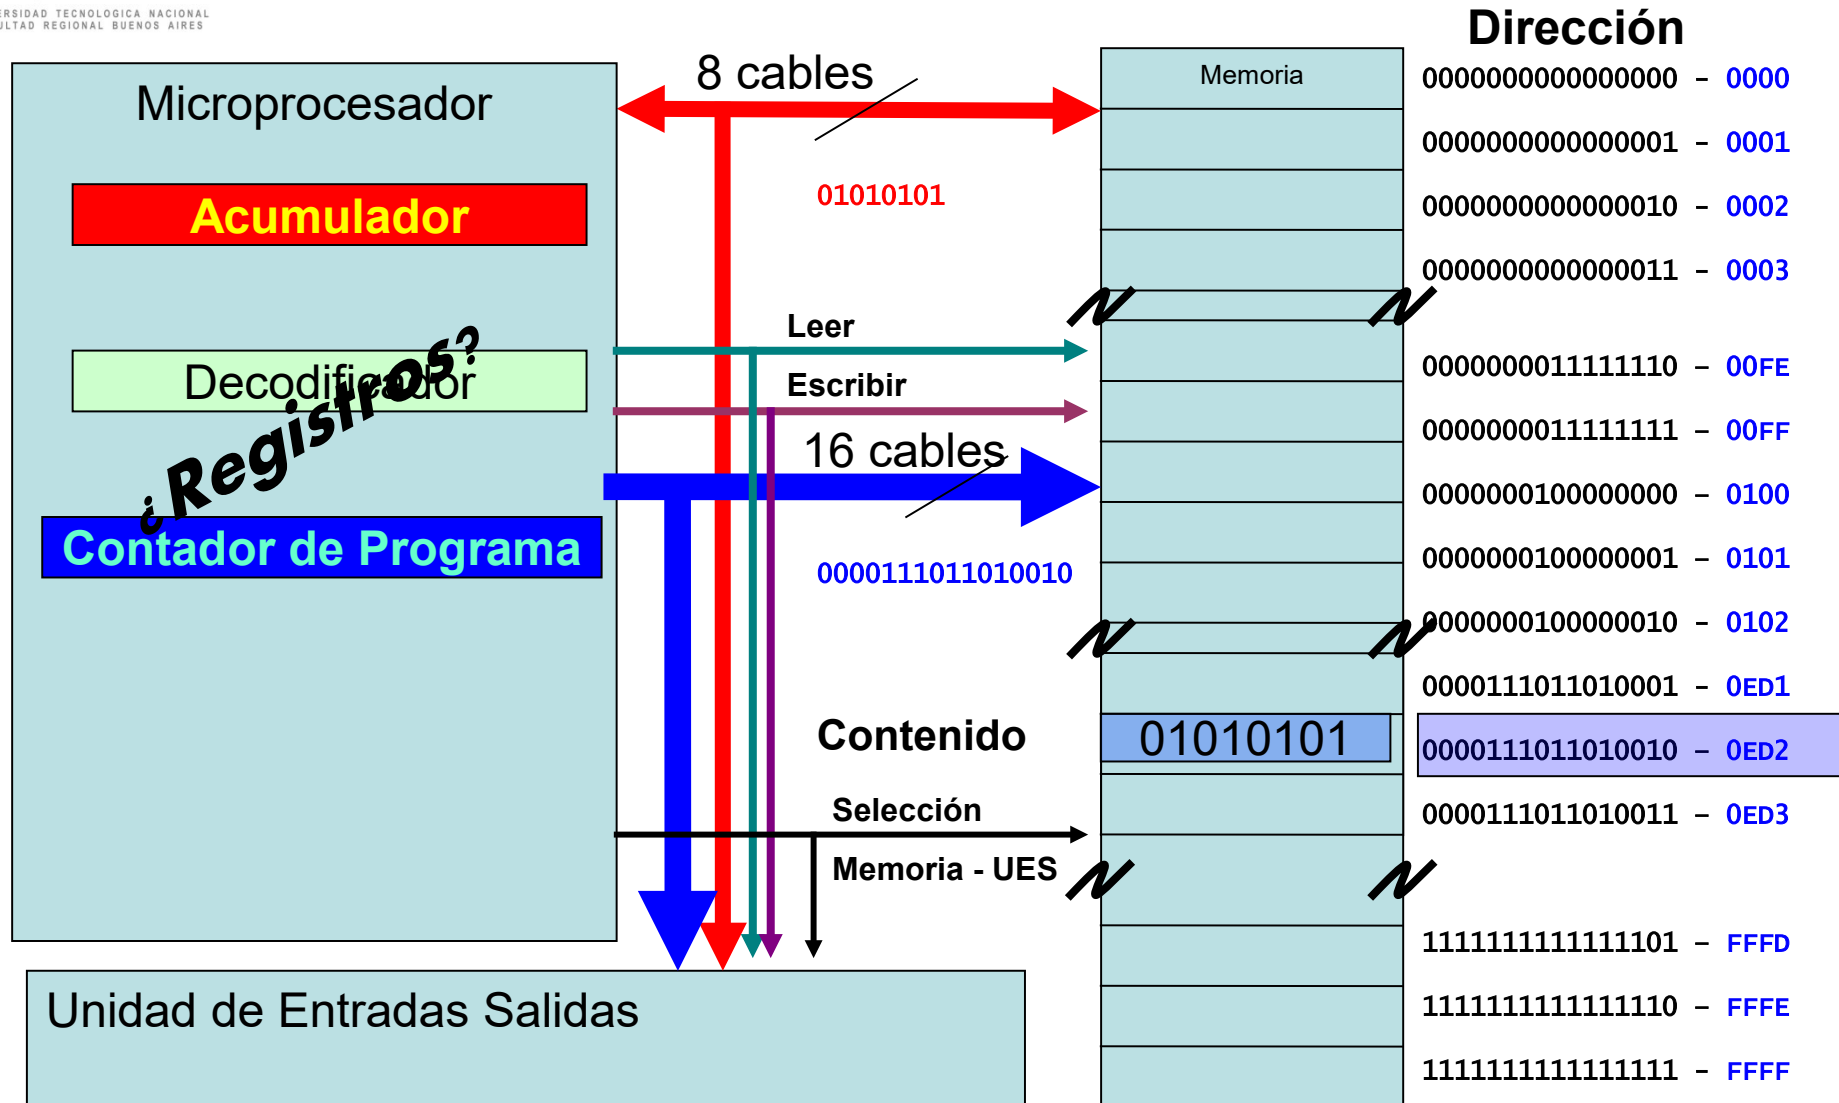 TECNOLOGICA NACIONAL
REGIONAL BUENOS AIRES
Dirección
Microprocesador
8 cables
Memoria
0000000000000000 - 0000
0000000000000001 - 0001
Acumulador
01010101
0000000000000010 - 0002
0000000000000011 - 0003
Leer
0000000011111110 - 00FE
Decodificador
¿Registros?
Escribir
0000000011111111 - 00FF
16 cables
0000000100000000 - 0100
Contador de Programa
0000111011010010
0000000100000001 - 0101
0000000100000010 - 0102
0000111011010001 - 0ED1
Contenido
01010101
0000111011010010 – 0ED2
Selección
0000111011010011 - 0ED3
Memoria - UES
1111111111111101 - FFFD
Unidad de Entradas Salidas
1111111111111110 - FFFE
1111111111111111 - FFFF